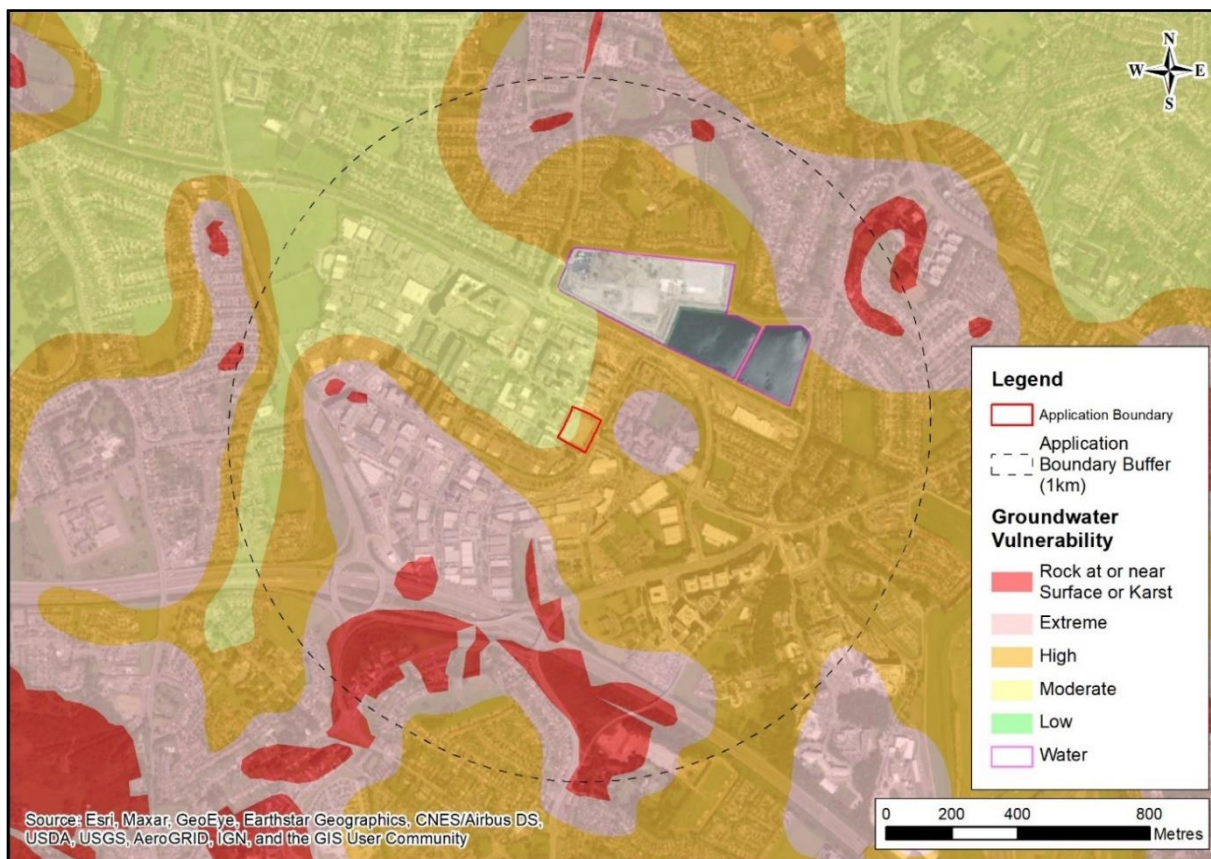 N
W E
S
Legend
Application Boundary
Application
Boundary Buffer
(1km)
Groundwater
Vulnerability
Rock at or near
Surface or Karst
Extreme
High
Moderate
Low
Water
0 200 400 800
Metres
Source: Esri, Maxar, GeoEye, Earthstar Geographics, CNES/Airbus DS,
USDA, USGS, AeroGRID, IGN, and the GIS User Community